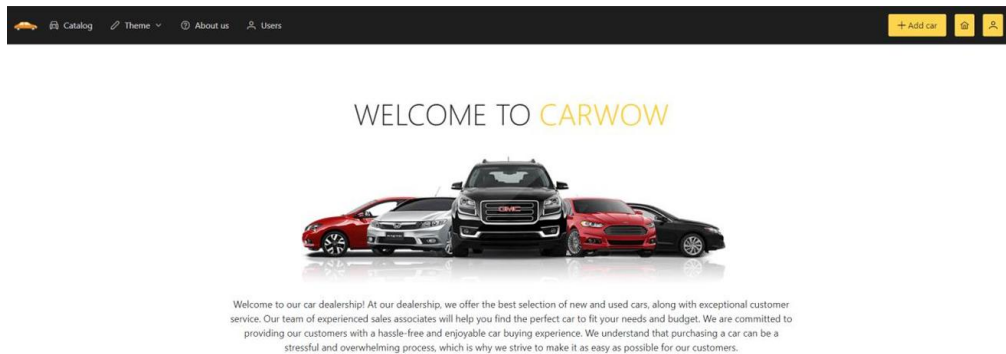 Catalog Theme About us Users + Add car
WELCOME TO CARWOW
GMC
Welcome to our car dealership! At our dealership, we offer the best selection of new and used cars, along with exceptional customer
service. Our team of experienced sales associates will help you find the perfect car to fit your needs and budget. We are committed to
providing our customers with a hassle-free and enjoyable car buying experience. We understand that purchasing a car can be a
stressful and overwhelming process, which is why we strive to make it as easy as possible for our customers.